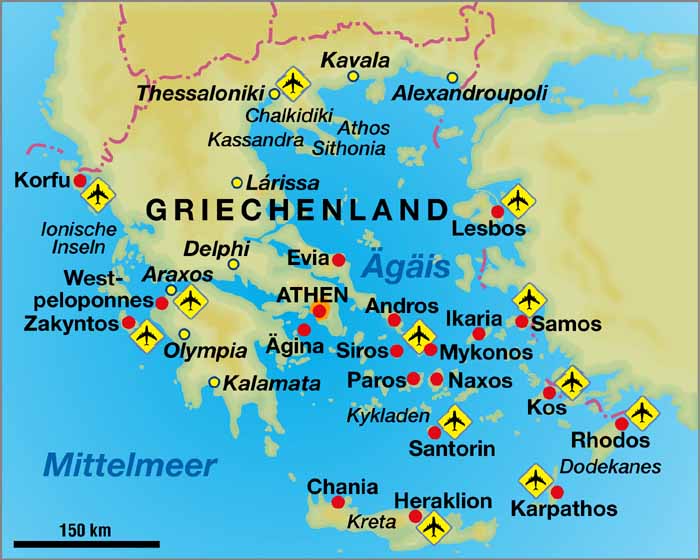 Kavala
Thessaloniki
Alexandroupoli
Chalkidiki
Athos
Kassandra
Sithonia
Korfu
Lárissa
GRIECHENLAND
Lesbos
Ionische
Inseln
Delphi
Evia
Ägäis
West-
peloponnes
Araxos
ATHEN
Andros
Ikaria
Zakyntos
Samos
Olympia
Ägina
Siros
Mykonos
Kalamata
Paros
Naxos
Kos
Kykladen
Santorin
Rhodos
Mittelmeer
Dodekanes
Chania
Heraklion
Karpathos
Kreta
150 km